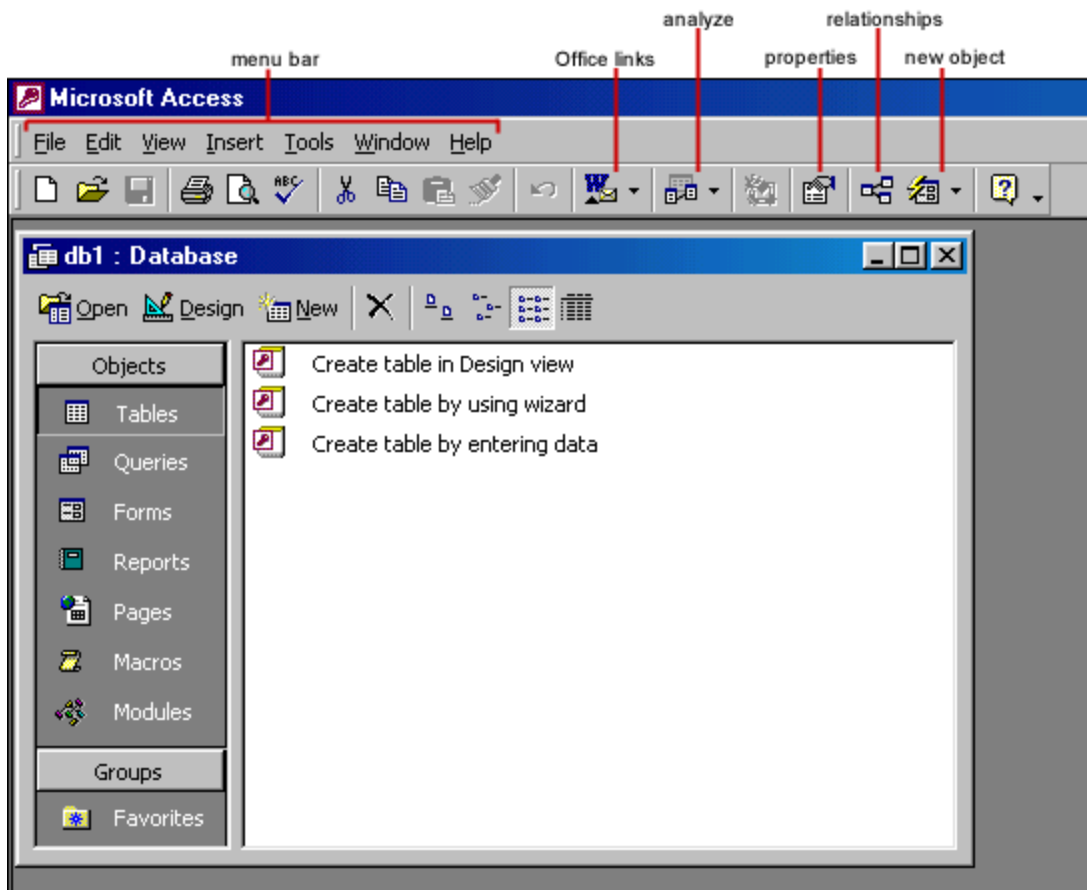 analyze relationships
menu bar Office links properties new object
Microsoft Access
File Edit View Insert Tools Window Help
ABC W ?
db1 : Database
Open Design New
Objects
Tables
Queries
Forms
Reports
Pages
Macros
Modules
Groups
Favorites
Create table in Design view
Create table by using wizard
Create table by entering data